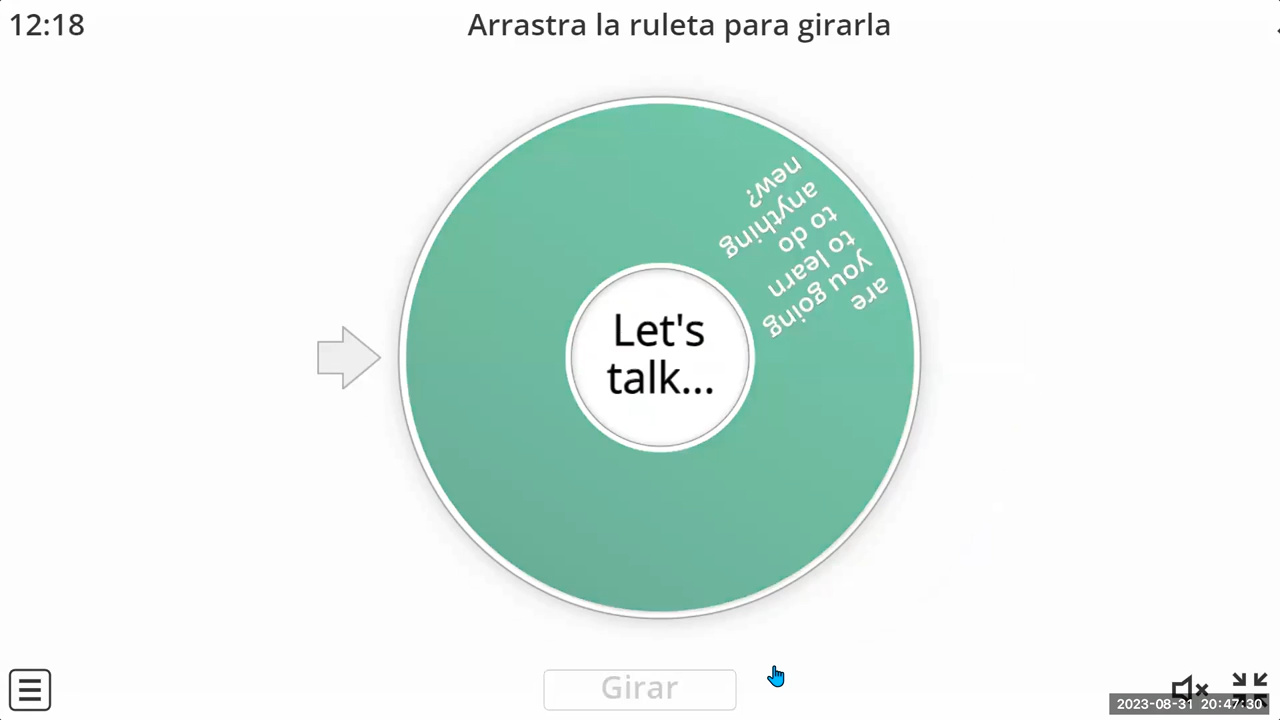 12:18
Arrastra la ruleta para girarla
are
you going
to learn
to do
anything
new?
Let's
talk...
Girar
2023-08-31 20:47:30